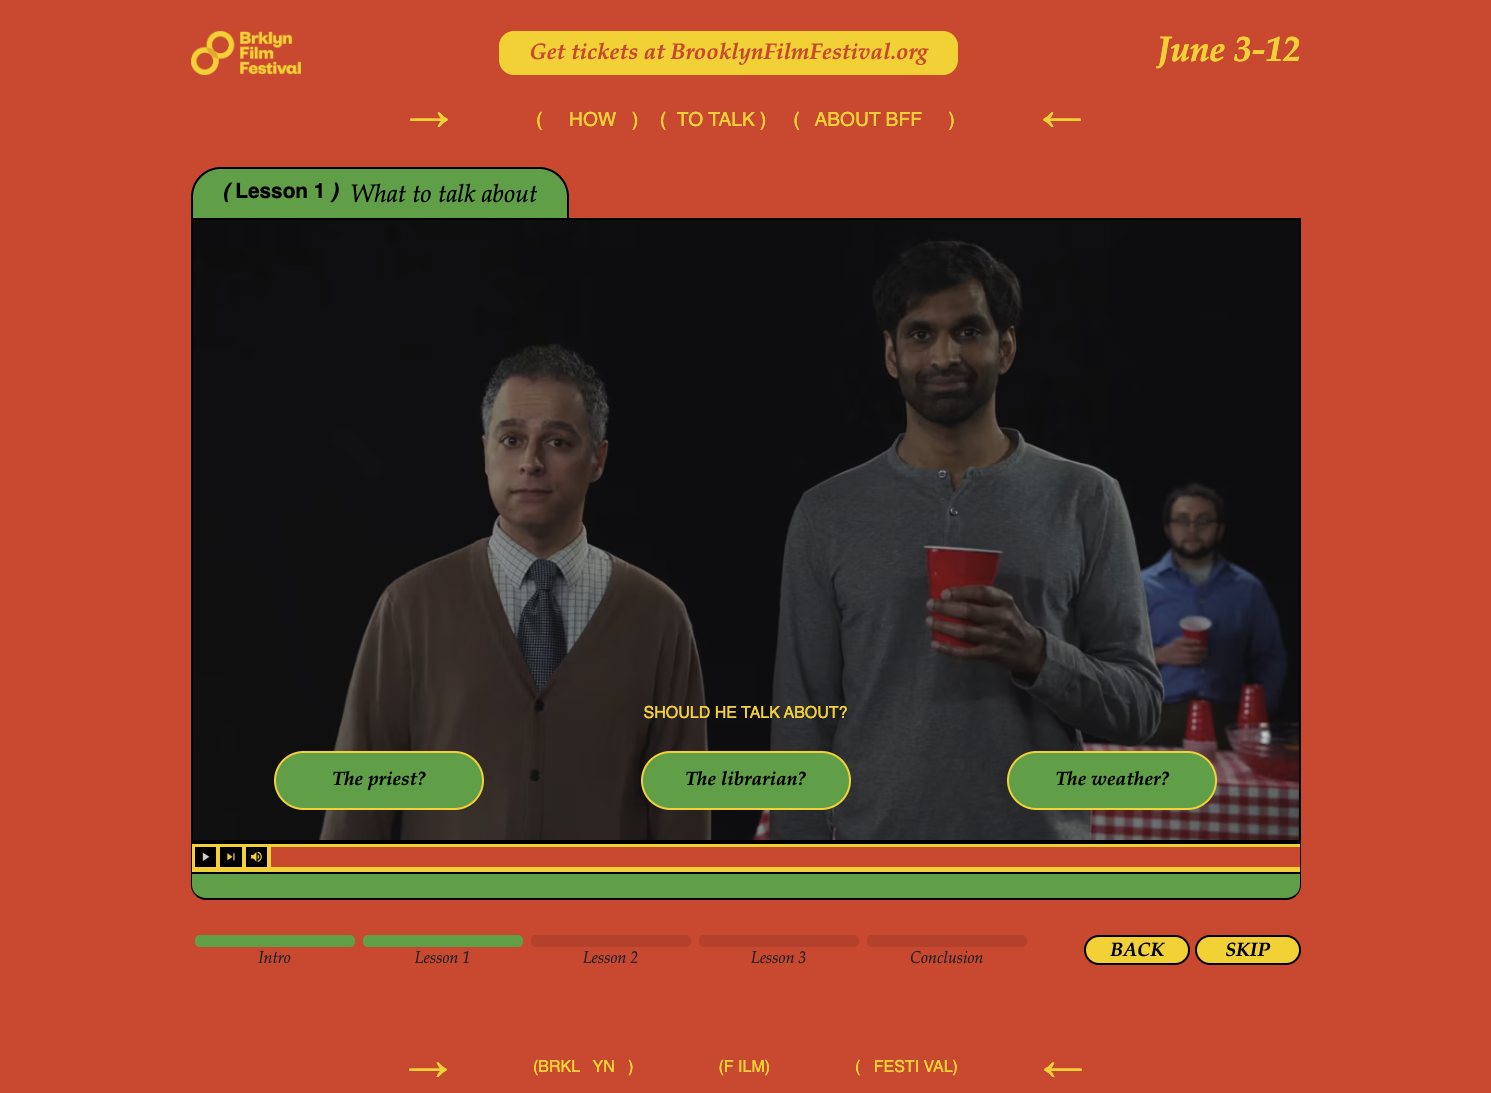 Brklyn
Film
Festival
Get tickets at BrooklynFilmFestival.org
June 3-12
→ ( HOW ) ( TO TALK ) ( ABOUT BFF ) ←
( Lesson 1 ) What to talk about
SHOULD HE TALK ABOUT?
The priest?
The librarian?
The weather?
Intro
Lesson 1
Lesson 2
Lesson 3
Conclusion
BACK
SKIP
→ (BRKL YN ) (F ILM) ( FESTI VAL) ←